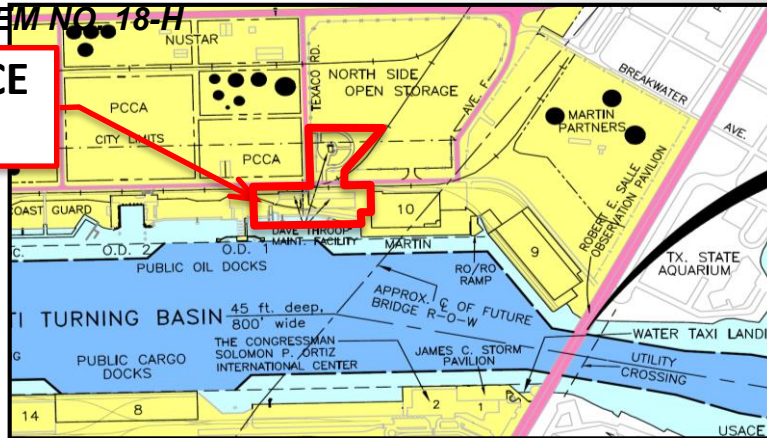 EM NO. 18-H
NUSTAR
CE
TEXACO RD.
NORTH SIDE
OPEN STORAGE
AVE. F
BREAKWATER
AVE.
PCCA
CITY LIMITS
PCCA
MARTIN
PARTNERS
ROBERT E. SALLE
OBSERVATION PAVILION
COAST GUARD
O.D. 2
O.D. 1
DAVE THROOP
MAINT. FACILITY
10
MARTIN
9
RO/RO
RAMP
TX. STATE
AQUARIUM
C.
PUBLIC OIL DOCKS
APPROX. ℄ OF FUTURE
BRIDGE R-O-W
TI TURNING BASIN
45 ft. deep,
800' wide
WATER TAXI LANDI
G
PUBLIC CARGO
DOCKS
THE CONGRESSMAN
SOLOMON P. ORTIZ
INTERNATIONAL CENTER
JAMES C. STORM
PAVILION
UTILITY
CROSSING
14
8
2
1
USACE